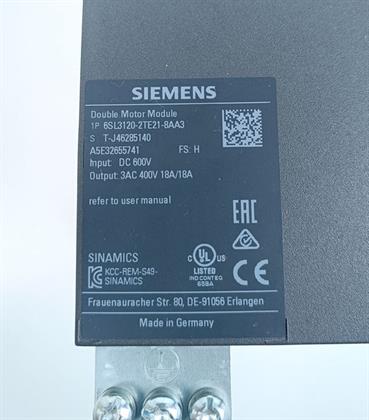 SIEMENS
Double Motor Module
1P 6SL3120-2TE21-8AA3
S T-J46285140
A5E32655741 FS: H
Input: DC 600V
Output: 3AC 400V 18A/18A
refer to user manual
EAC
SINAMICS
KCC-REM-S49-
SINAMICS
C UL US
LISTED
IND CONT EQ
65BA
CE
Frauenauracher Str. 80, DE-91056 Erlangen
Made in Germany